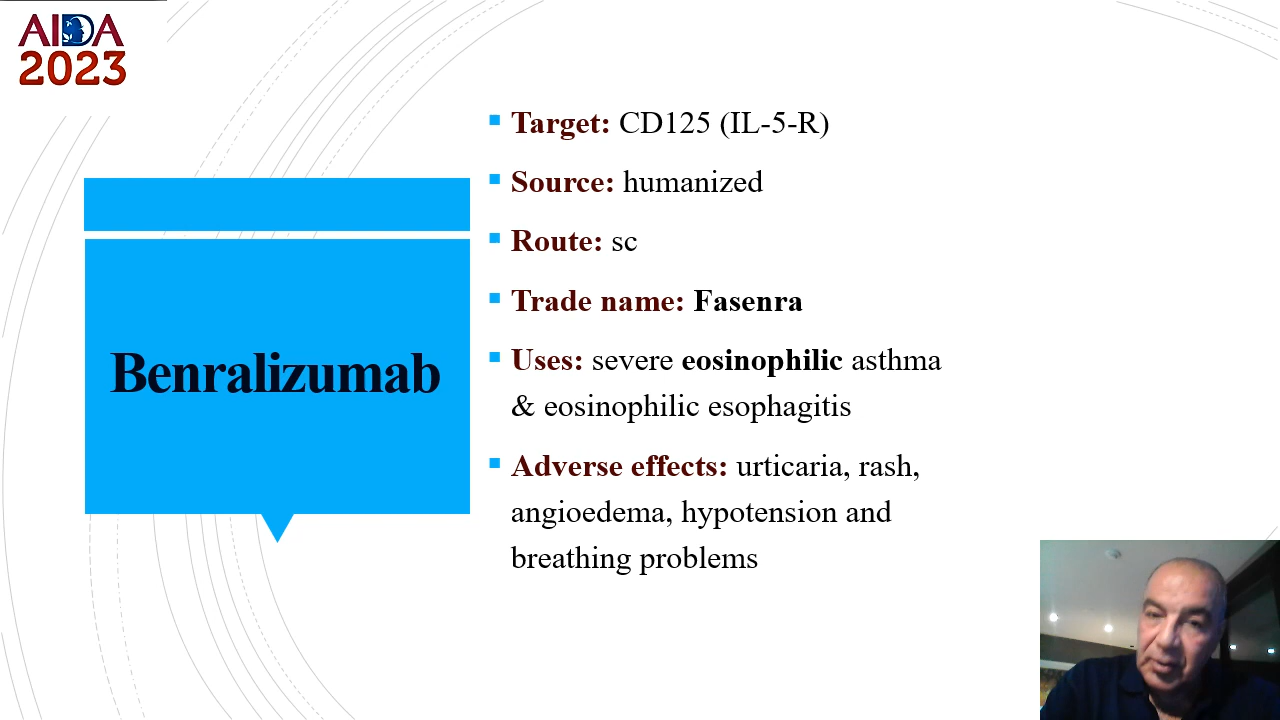 AIDA
2023
Benralizumab
Target: CD125 (IL-5-R)
Source: humanized
Route: sc
Trade name: Fasenra
Uses: severe eosinophilic asthma
& eosinophilic esophagitis
Adverse effects: urticaria, rash,
angioedema, hypotension and
breathing problems